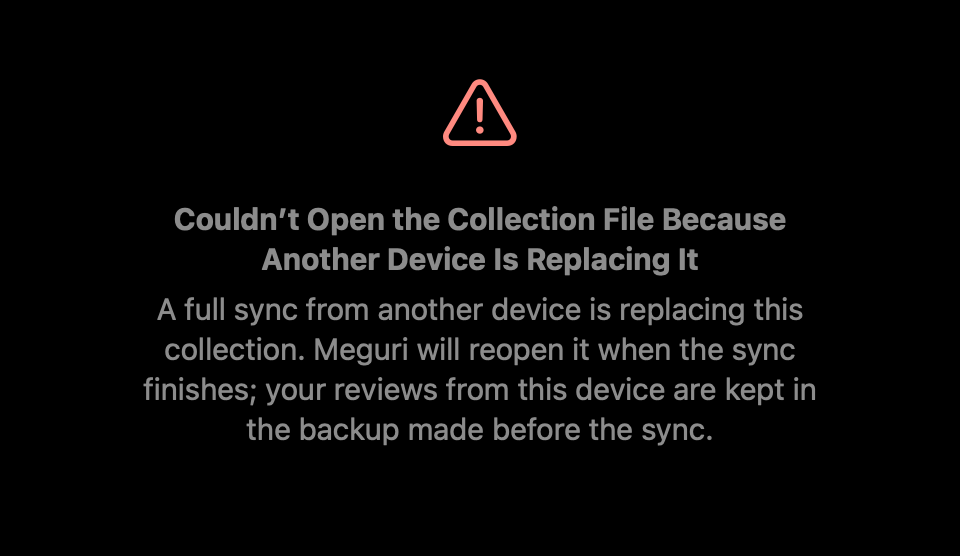 Couldn’t Open the Collection File Because
Another Device Is Replacing It
A full sync from another device is replacing this
collection. Meguri will reopen it when the sync
finishes; your reviews from this device are kept in
the backup made before the sync.